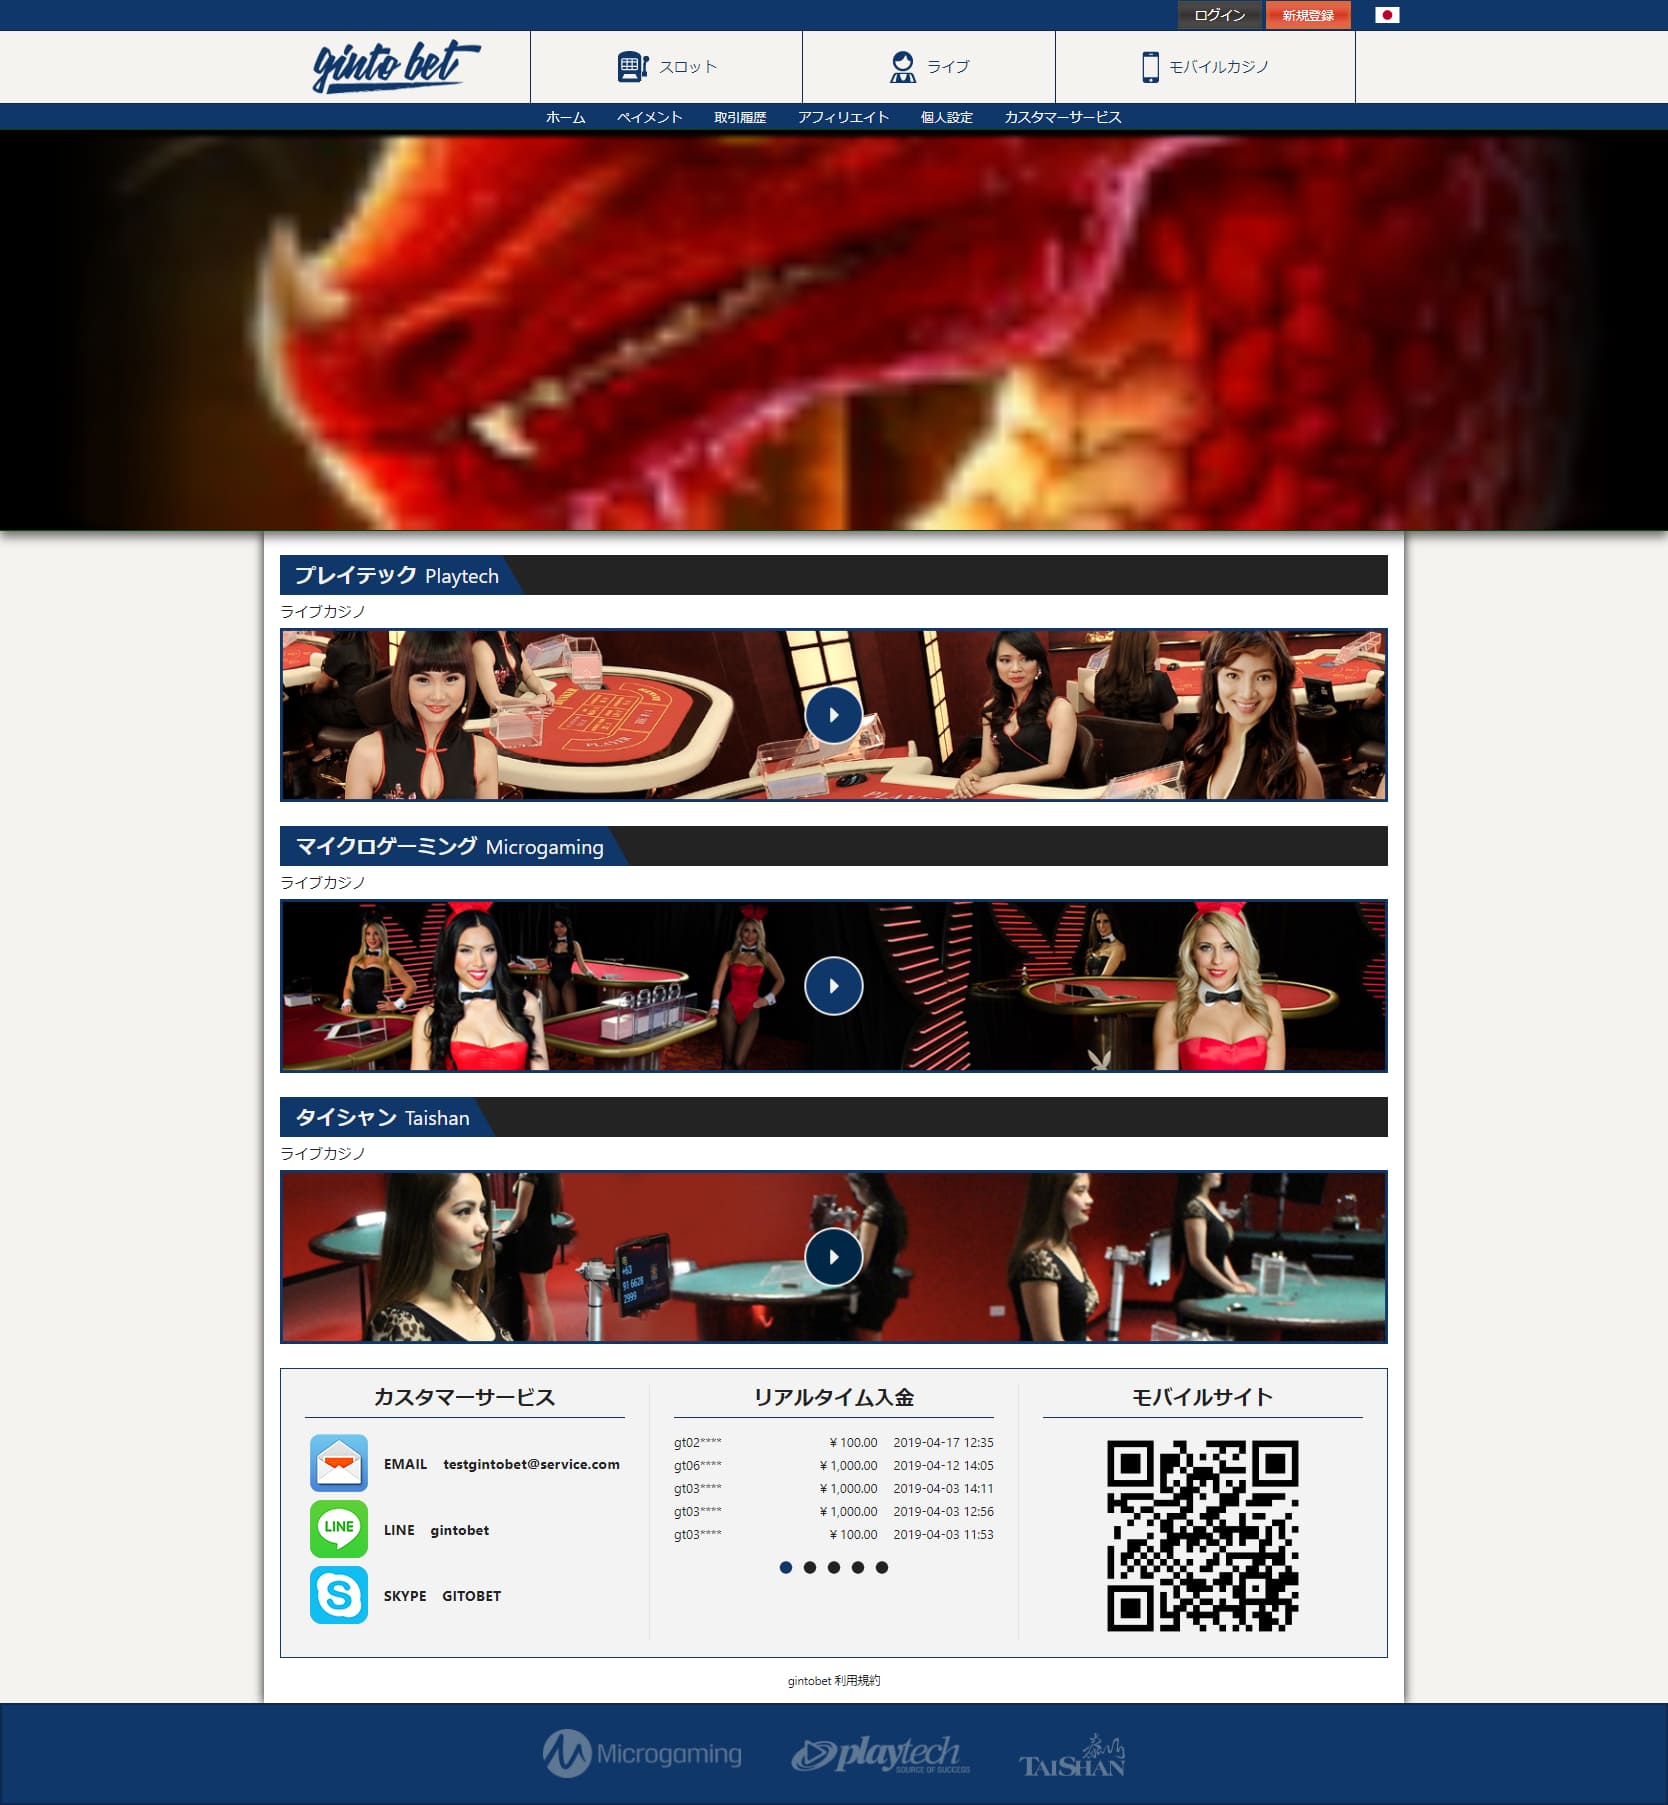 ログイン 新規登録
ginto bet スロット ライブ モバイルカジノ
ホーム ペイメント 取引履歴 アフィリエイト 個人設定 カスタマーサービス
プレイテック Playtech
ライブカジノ
PLAYER
マイクロゲーミング Microgaming
ライブカジノ
タイシャン Taishan
ライブカジノ
+63
91 6628
2999
カスタマーサービス
EMAIL testgintobet@service.com
LINE
LINE gintobet
SKYPE GITOBET
リアルタイム入金
gt02**** ¥ 100.00 2019-04-17 12:35
gt06**** ¥ 1,000.00 2019-04-12 14:05
gt03**** ¥ 1,000.00 2019-04-03 14:11
gt03**** ¥ 1,000.00 2019-04-03 12:56
gt03**** ¥ 100.00 2019-04-03 11:53
モバイルサイト
gintobet 利用規約
Microgaming playtech SOURCE OF SUCCESS TAISHAN